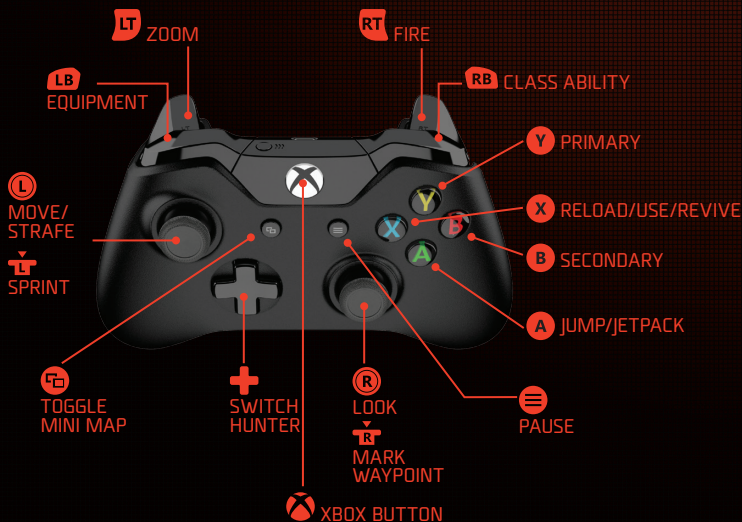 LT ZOOM
RT FIRE
LB
EQUIPMENT
RB CLASS ABILITY
Y PRIMARY
L
MOVE/
STRAFE
L
SPRINT
X RELOAD/USE/REVIVE
B SECONDARY
A JUMP/JETPACK
Y
X
B
A
TOGGLE
MINI MAP
SWITCH
HUNTER
R
LOOK
R
MARK
WAYPOINT
PAUSE
XBOX BUTTON